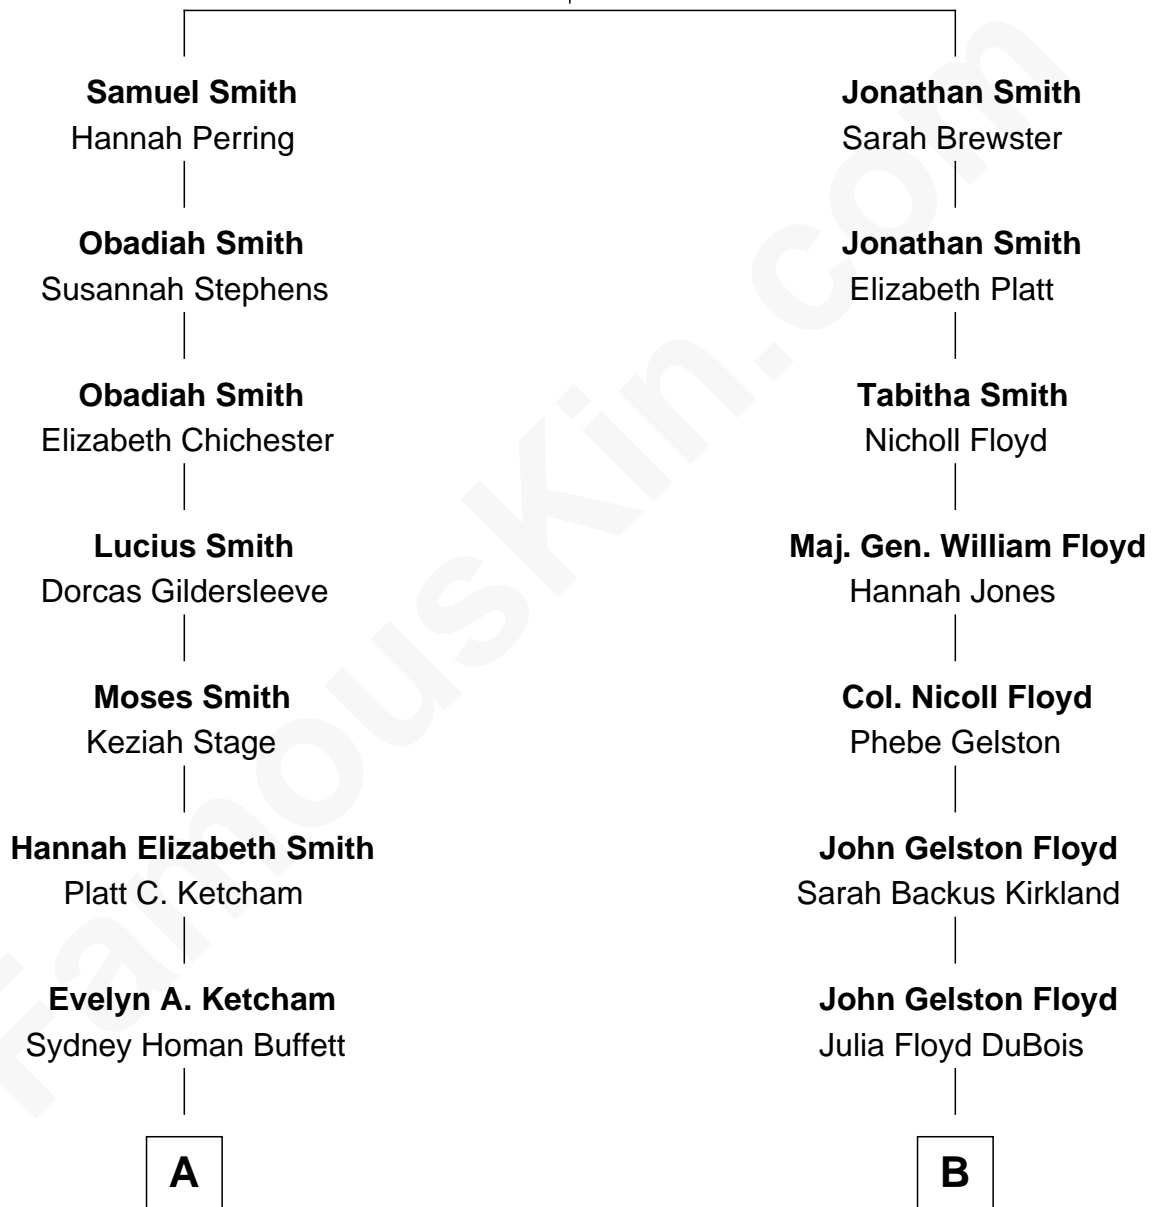 Samuel Smith
Hannah Perring
Obadiah Smith
Susannah Stephens
Obadiah Smith
Elizabeth Chichester
Lucius Smith
Dorcas Gildersleeve
Moses Smith
Keziah Stage
Hannah Elizabeth Smith
Platt C. Ketcham
Evelyn A. Ketcham
Sydney Homan Buffett
A
Jonathan Smith
Sarah Brewster
Jonathan Smith
Elizabeth Platt
Tabitha Smith
Nicholl Floyd
Maj. Gen. William Floyd
Hannah Jones
Col. Nicoll Floyd
Phebe Gelston
John Gelston Floyd
Sarah Backus Kirkland
John Gelston Floyd
Julia Floyd DuBois
B
FamousKin.com